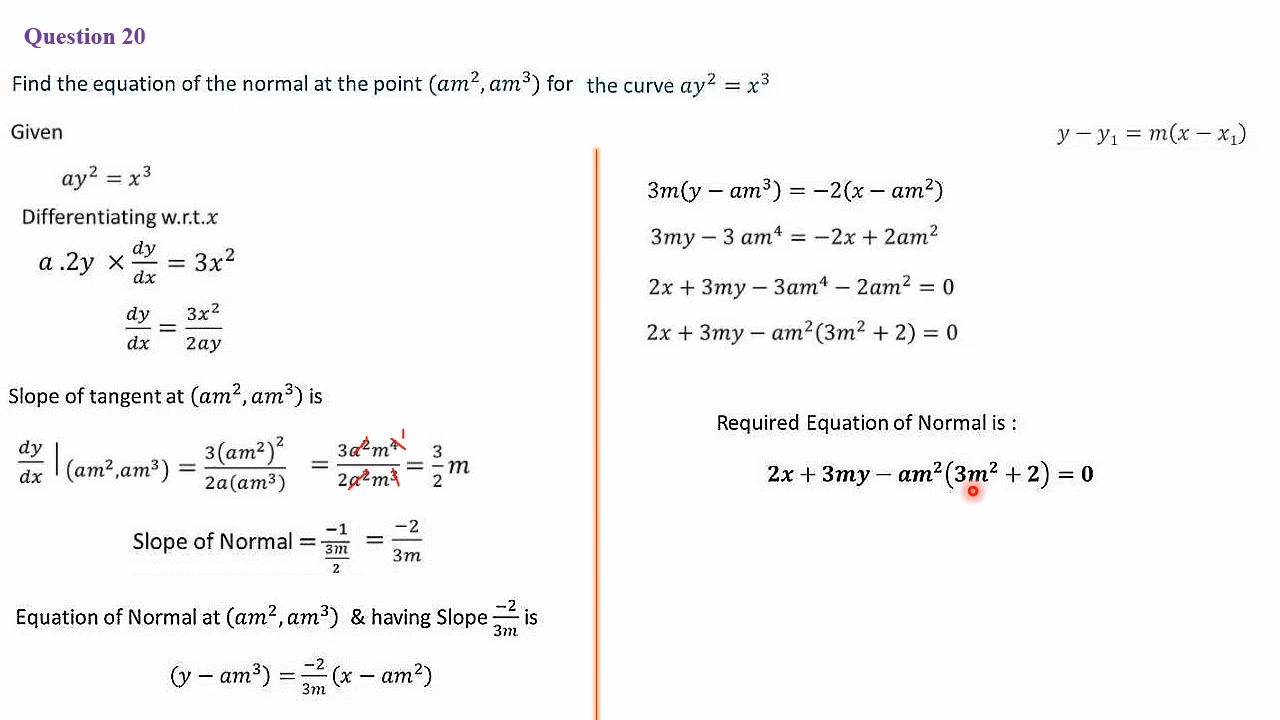 Question 20
Find the equation of the normal at the point (am², am³) for the curve ay² = x³
Given
ay² = x³
Differentiating w.r.t.x
a .2y × dy/dx = 3x²
dy/dx = 3x²/2ay
Slope of tangent at (am², am³) is
dy/dx | (am²,am³) = 3(am²)²/2a(am³) = 3a²m⁴/2a²m³ 1 = 3/2 m
Slope of Normal = -1/(3m/2) = -2/3m
Equation of Normal at (am², am³) & having Slope -2/3m is
(y − am³) = -2/3m (x − am²)
y − y₁ = m(x − x₁)
3m(y − am³) = −2(x − am²)
3my − 3 am⁴ = −2x + 2am²
2x + 3my − 3am⁴ − 2am² = 0
2x + 3my − am²(3m² + 2) = 0
Required Equation of Normal is :
2x + 3my − am²(3m² + 2) = 0